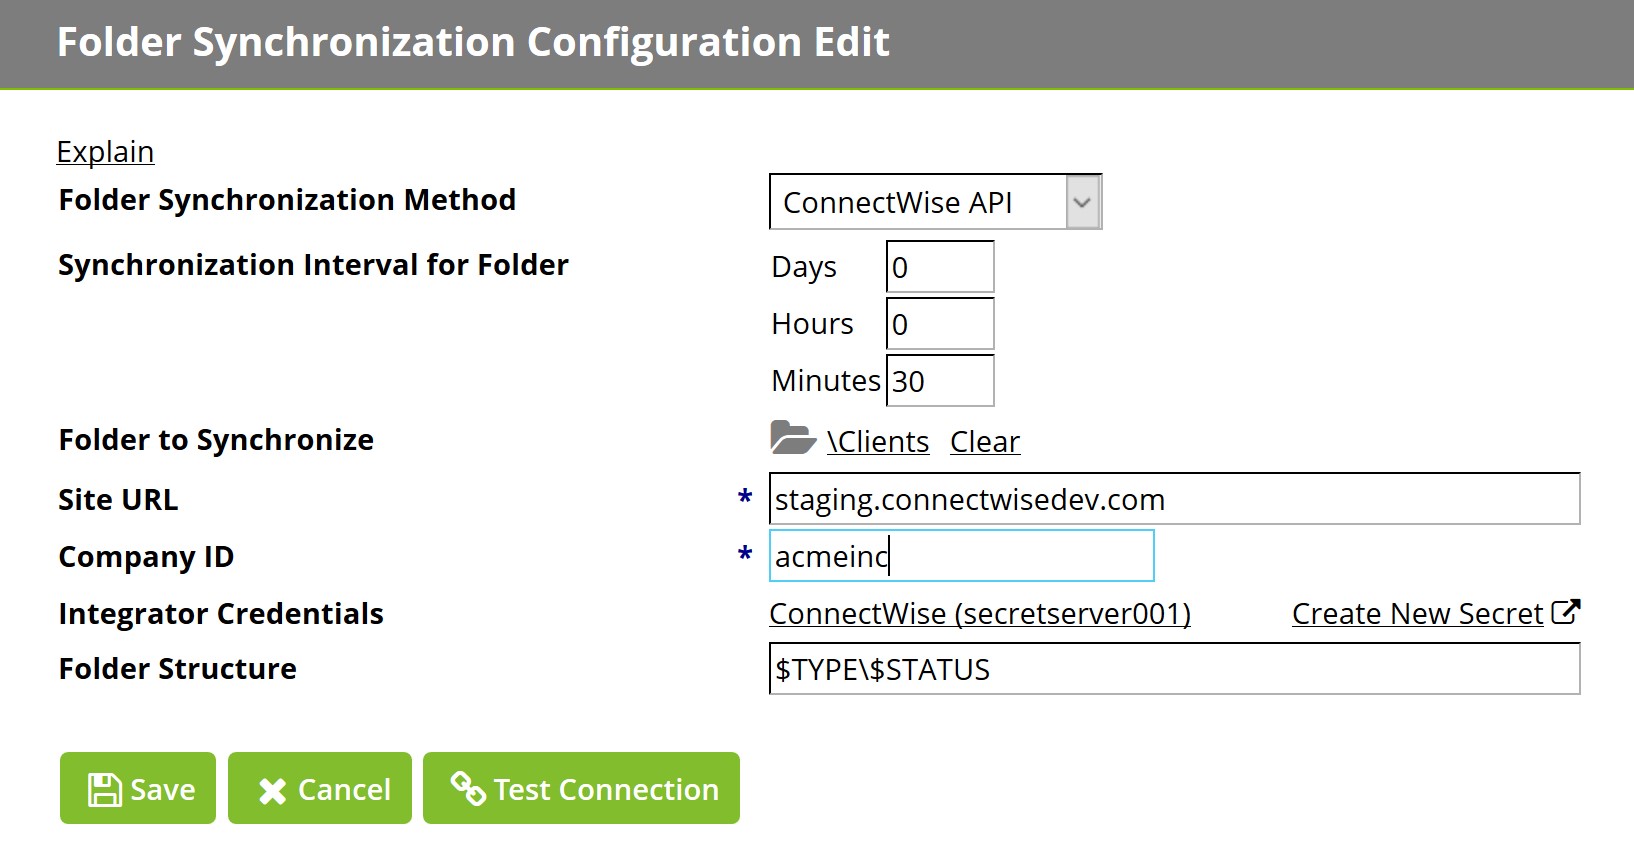 Folder Synchronization Configuration Edit
Explain
Folder Synchronization Method ConnectWise API
Synchronization Interval for Folder Days 0
Hours 0
Minutes 30
Folder to Synchronize \Clients Clear
Site URL * staging.connectwisedev.com
Company ID * acmeinc
Integrator Credentials ConnectWise (secretserver001) Create New Secret
Folder Structure $TYPE\$STATUS
Save Cancel Test Connection